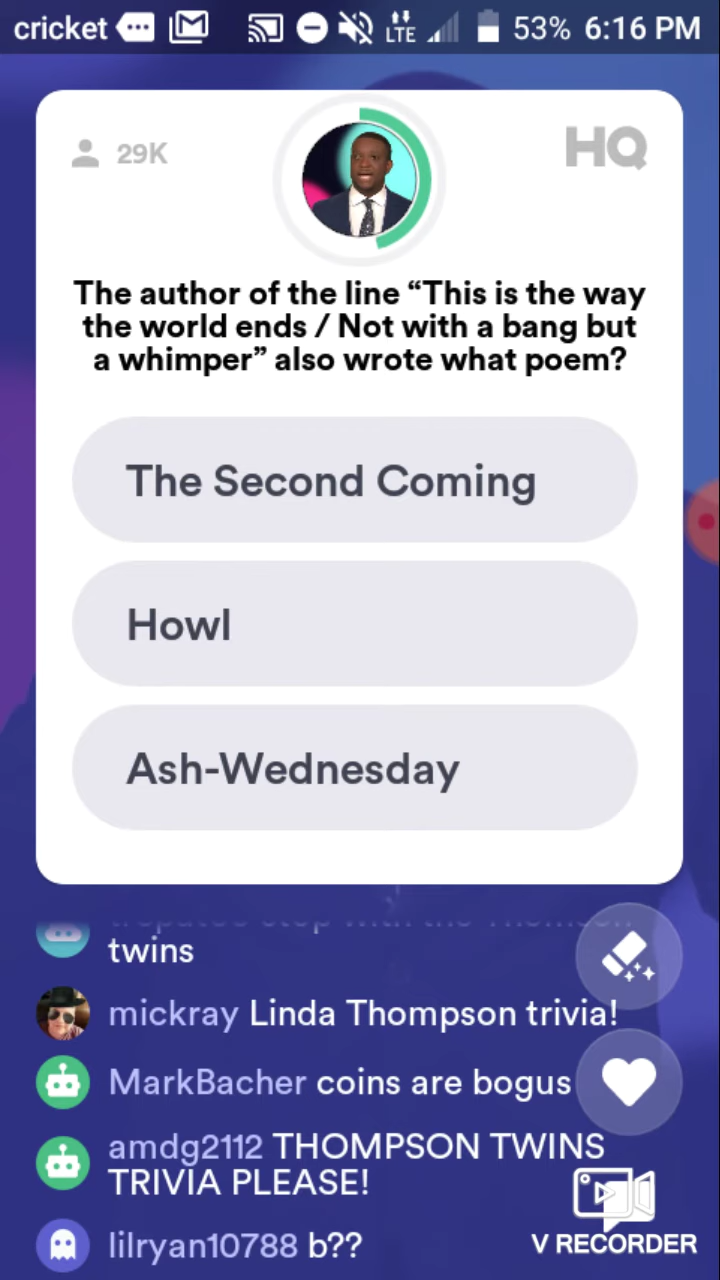 cricket LTE 53% 6:16 PM
29K HQ
The author of the line “This is the way
the world ends / Not with a bang but
a whimper” also wrote what poem?
The Second Coming
Howl
Ash-Wednesday
twins
mickray Linda Thompson trivia!
MarkBacher coins are bogus
amdg2112 THOMPSON TWINS
TRIVIA PLEASE!
lilryan10788 b??
V RECORDER